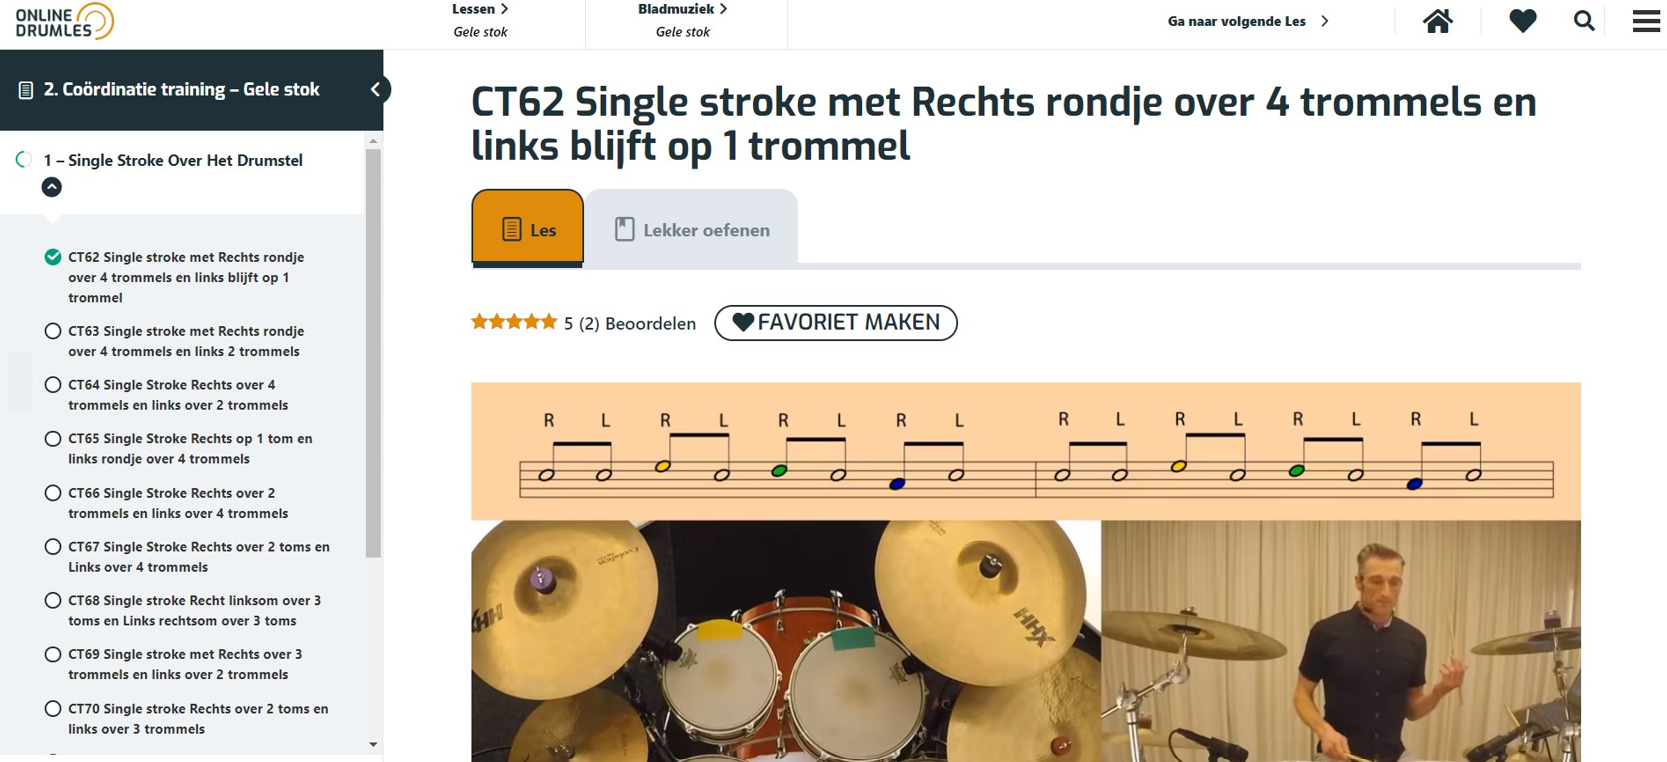 ONLINE
DRUMLES
Lessen
Gele stok
Bladmuziek
Gele stok
Ga naar volgende Les
2. Coördinatie training – Gele stok
1 – Single Stroke Over Het Drumstel
CT62 Single stroke met Rechts rondje
over 4 trommels en links blijft op 1
trommel
CT63 Single stroke met Rechts rondje
over 4 trommels en links 2 trommels
CT64 Single Stroke Rechts over 4
trommels en links over 2 trommels
CT65 Single Stroke Rechts op 1 tom en
links rondje over 4 trommels
CT66 Single Stroke Rechts over 2
trommels en links over 4 trommels
CT67 Single Stroke Rechts over 2 toms en
Links over 4 trommels
CT68 Single stroke Recht linksom over 3
toms en Links rechtsom over 3 toms
CT69 Single stroke met Rechts over 3
trommels en links over 2 trommels
CT70 Single stroke Rechts over 2 toms en
links over 3 trommels
CT62 Single stroke met Rechts rondje over 4 trommels en
links blijft op 1 trommel
Les
Lekker oefenen
5 (2) Beoordelen
FAVORIET MAKEN
R L R L R L R L R L R L R L R L
Evolution
HHX
HHX